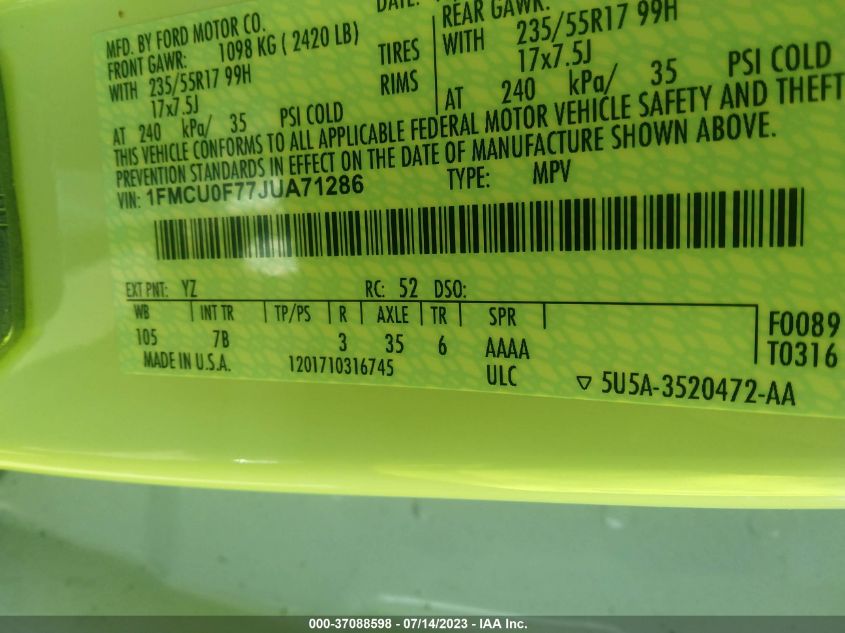 DATE:
MFD. BY FORD MOTOR CO.
FRONT GAWR: 1098 KG ( 2420 LB)
WITH 235/55R17 99H TIRES
17x7.5J RIMS
AT 240 kPa/ 35 PSI COLD
REAR GAWR:
WITH 235/55R17 99H
17x7.5J
AT 240 kPa/ 35 PSI COLD
THIS VEHICLE CONFORMS TO ALL APPLICABLE FEDERAL MOTOR VEHICLE SAFETY AND THEFT
PREVENTION STANDARDS IN EFFECT ON THE DATE OF MANUFACTURE SHOWN ABOVE.
VIN: 1FMCU0F77JUA71286 TYPE: MPV
EXT PNT: YZ RC: 52 DSO:
WB INT TR TP/PS R AXLE TR SPR
105 7B 3 35 6 AAAA
F0089
T0316
MADE IN U.S.A. 1201710316745 ULC
▽ 5U5A-3520472-AA
000-37088598 - 07/14/2023 - IAA Inc.